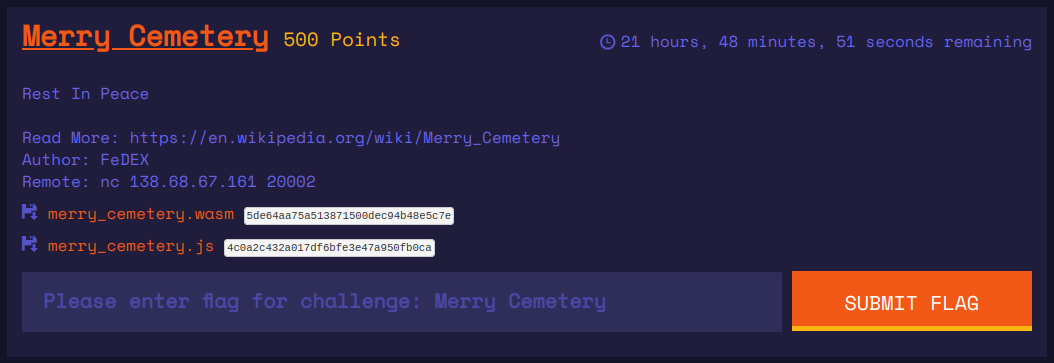 Merry Cemetery 500 Points
21 hours, 48 minutes, 51 seconds remaining
Rest In Peace
Read More: https://en.wikipedia.org/wiki/Merry_Cemetery
Author: FeDEX
Remote: nc 138.68.67.161 20002
merry_cemetery.wasm 5de64aa75a513871500dec94b48e5c7e
merry_cemetery.js 4c0a2c432a017df6bfe3e47a950fb0ca
Please enter flag for challenge: Merry Cemetery
SUBMIT FLAG